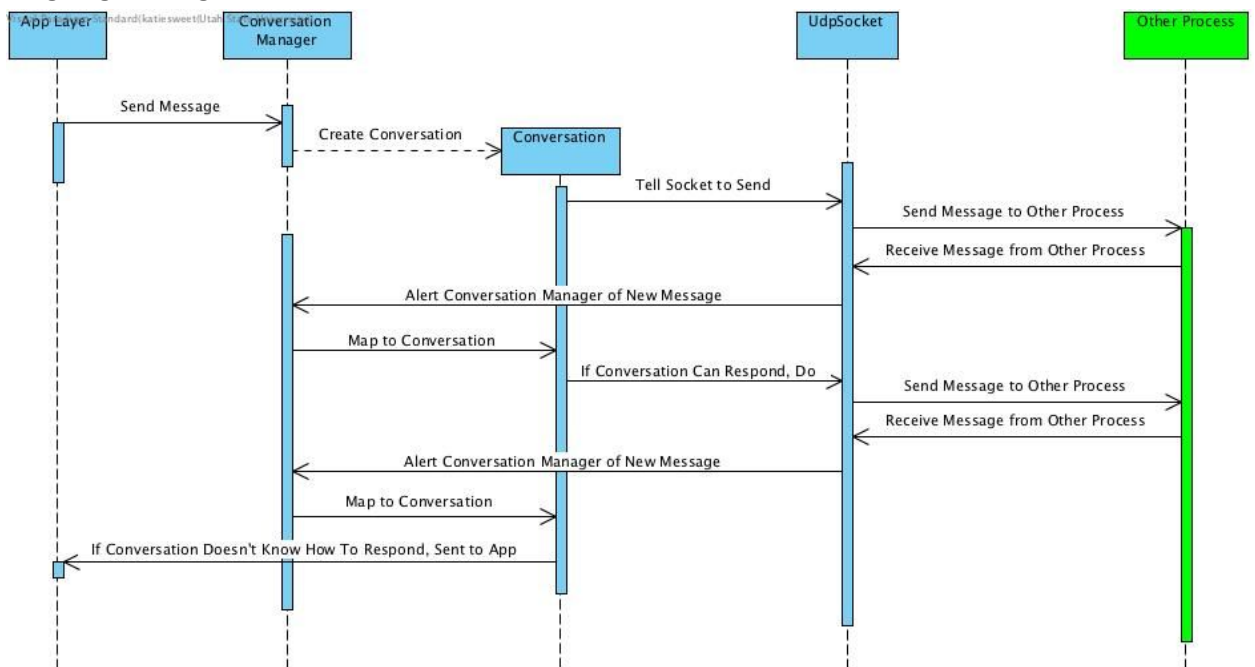 App Layer
Conversation
Manager
UdpSocket
Other Process
Send Message
Create Conversation
Conversation
Tell Socket to Send
Send Message to Other Process
Receive Message from Other Process
Alert Conversation Manager of New Message
Map to Conversation
If Conversation Can Respond, Do
Send Message to Other Process
Receive Message from Other Process
Alert Conversation Manager of New Message
Map to Conversation
If Conversation Doesn't Know How To Respond, Sent to App